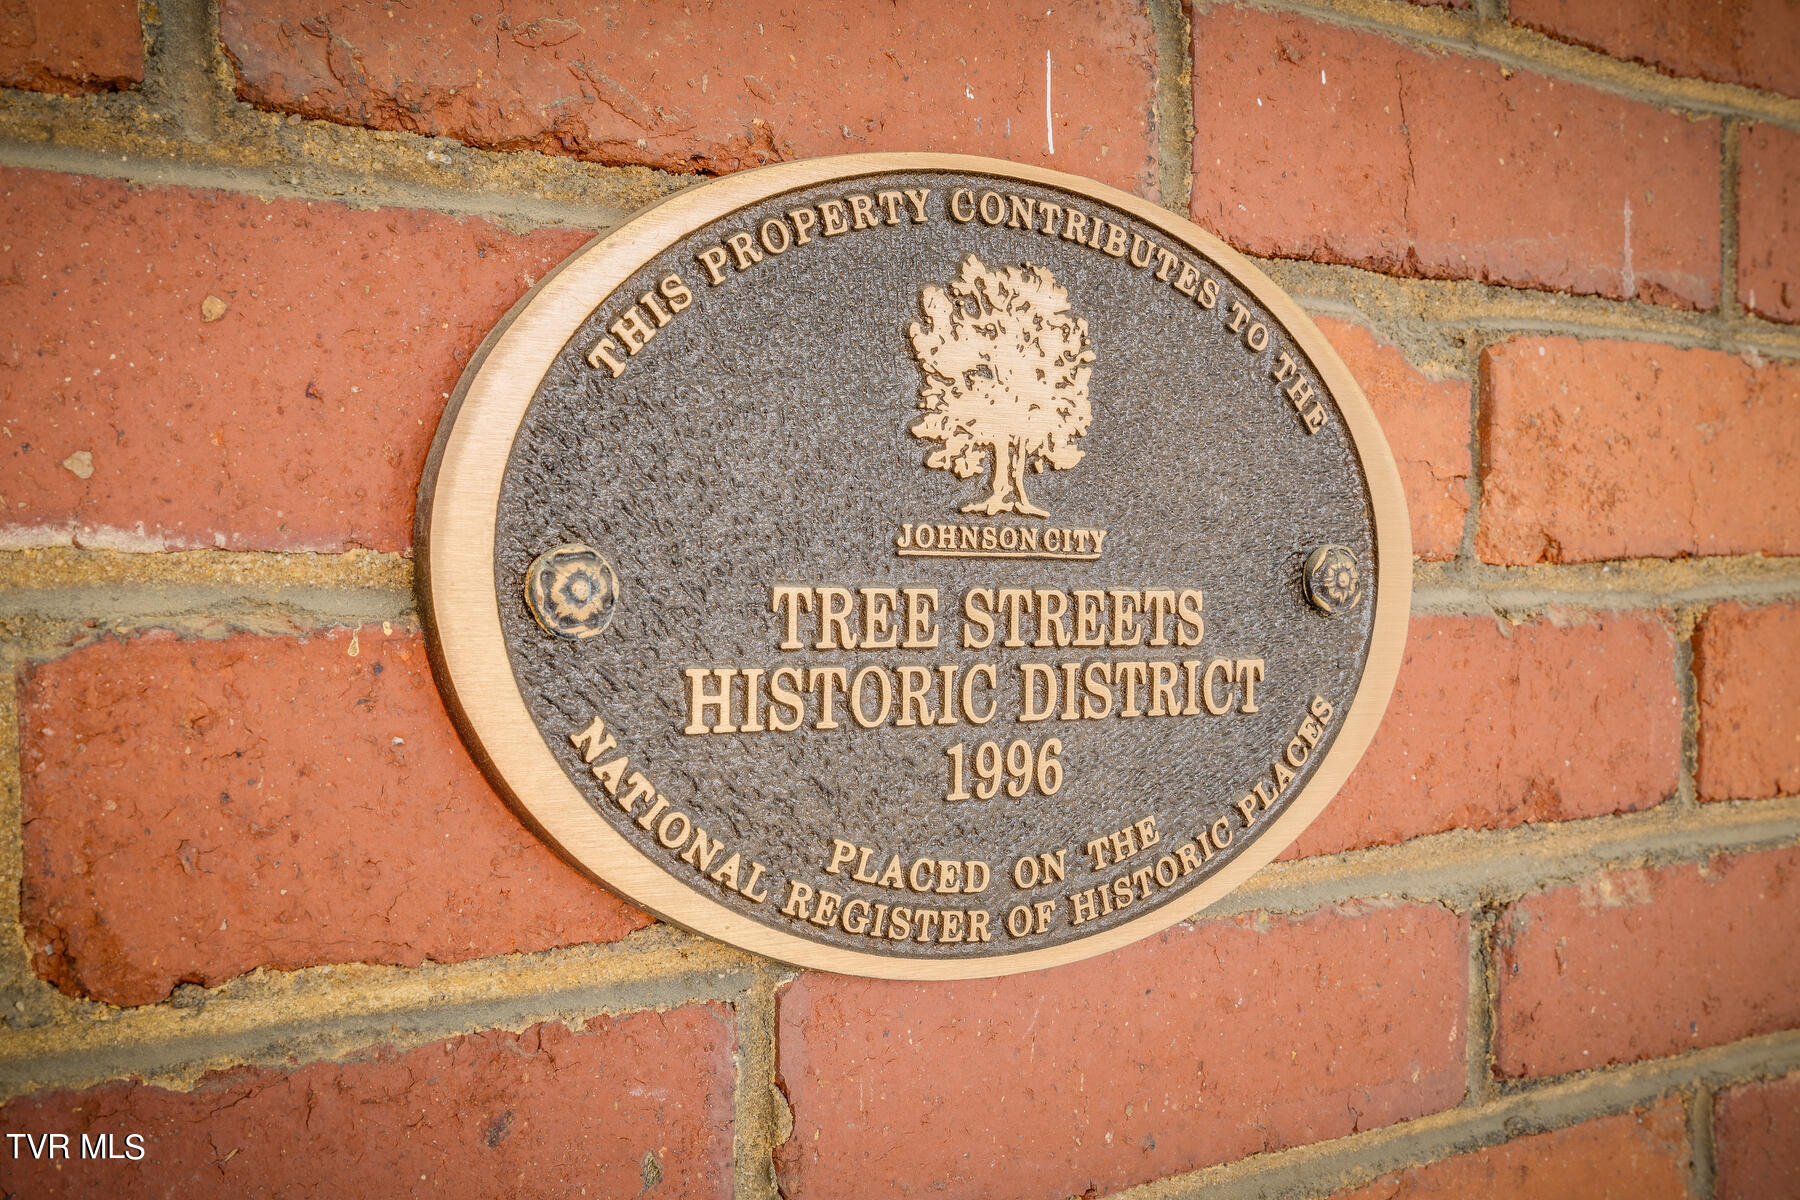 THIS PROPERTY CONTRIBUTES TO THE
JOHNSON CITY
TREE STREETS
HISTORIC DISTRICT
1996
PLACED ON THE
NATIONAL REGISTER OF HISTORIC PLACES
TVR MLS